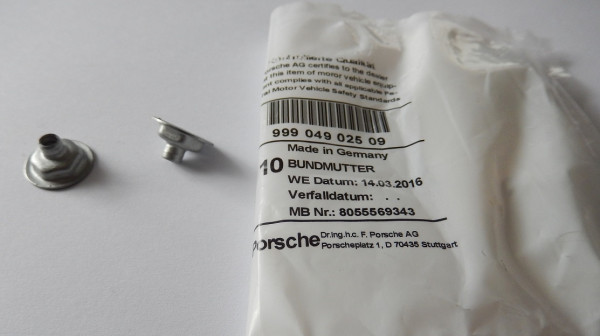 Porsche AG certifies to the dealer
this item of motor vehicle equip-
complies with all applicable
Motor Vehicle Safety Standards
999 049 025 09
Made in Germany
10 BUNDMUTTER
WE Datum: 14.03.2016
Verfalldatum: . .
MB Nr.: 8055569343
Porsche Dr.ing.h.c. F. Porsche AG
Porscheplatz 1, D 70435 Stuttgart